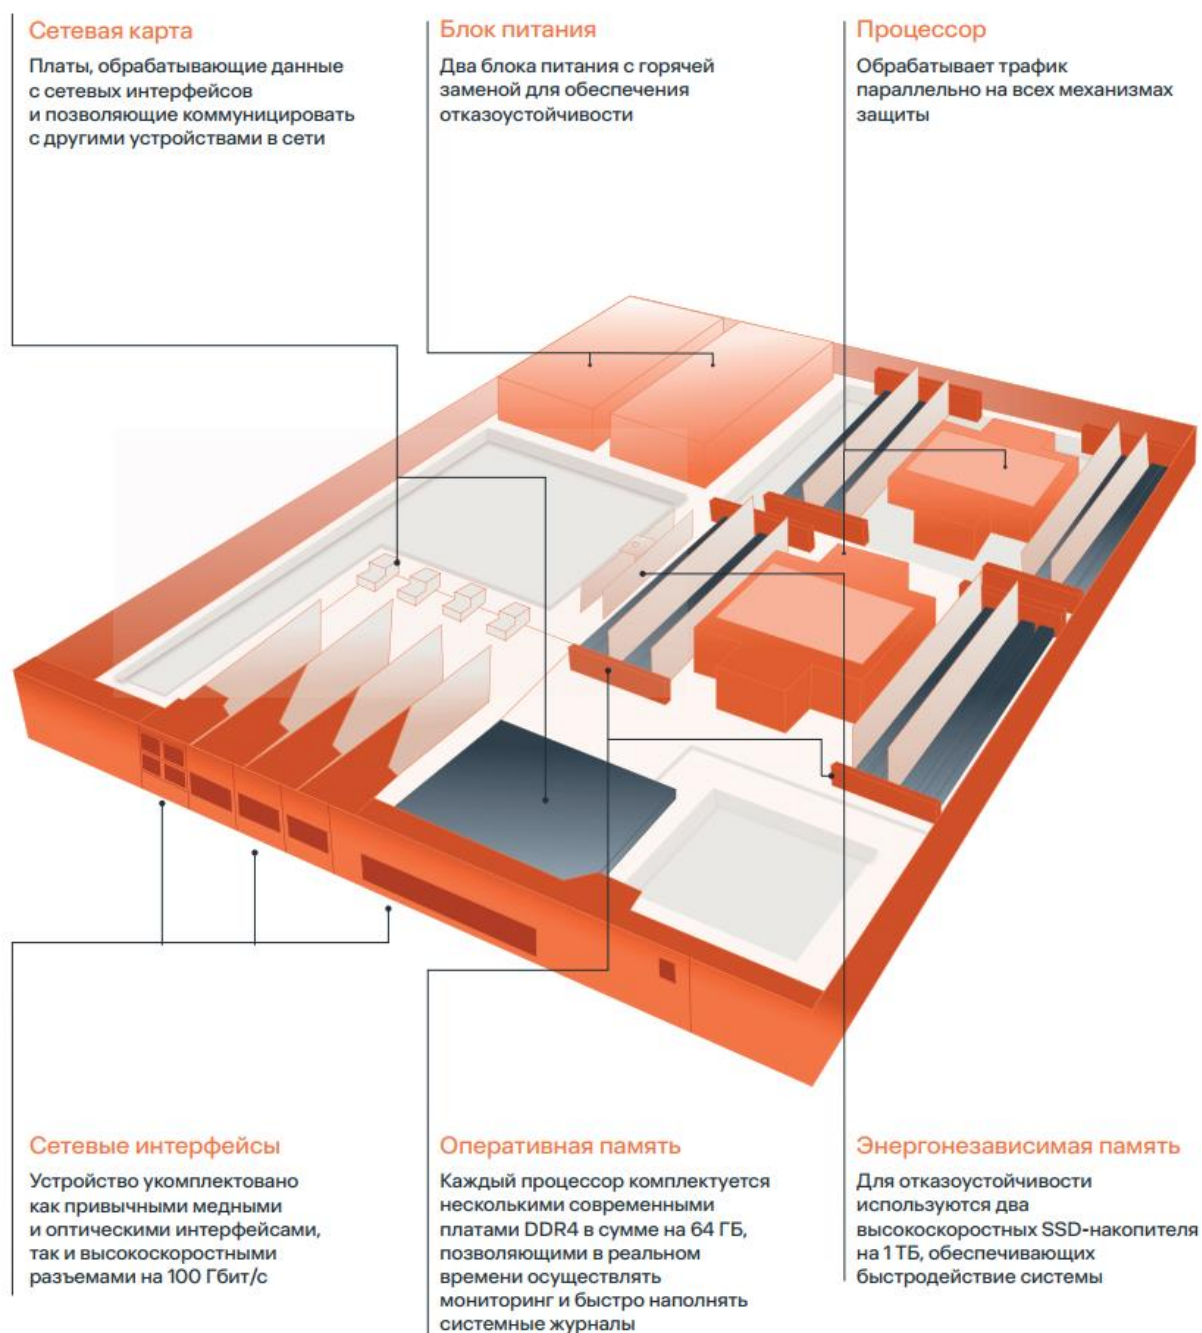 Сетевая карта
Платы, обрабатывающие данные
с сетевых интерфейсов
и позволяющие коммуницировать
с другими устройствами в сети
Блок питания
Два блока питания с горячей
заменой для обеспечения
отказоустойчивости
Процессор
Обрабатывает трафик
параллельно на всех механизмах
защиты
Сетевые интерфейсы
Устройство укомплектовано
как привычными медными
и оптическими интерфейсами,
так и высокоскоростными
разъемами на 100 Гбит/с
Оперативная память
Каждый процессор комплектуется
несколькими современными
платами DDR4 в сумме на 64 ГБ,
позволяющими в реальном
времени осуществлять
мониторинг и быстро наполнять
системные журналы
Энергонезависимая память
Для отказоустойчивости
используются два
высокоскоростных SSD-накопителя
на 1 ТБ, обеспечивающих
быстродействие системы